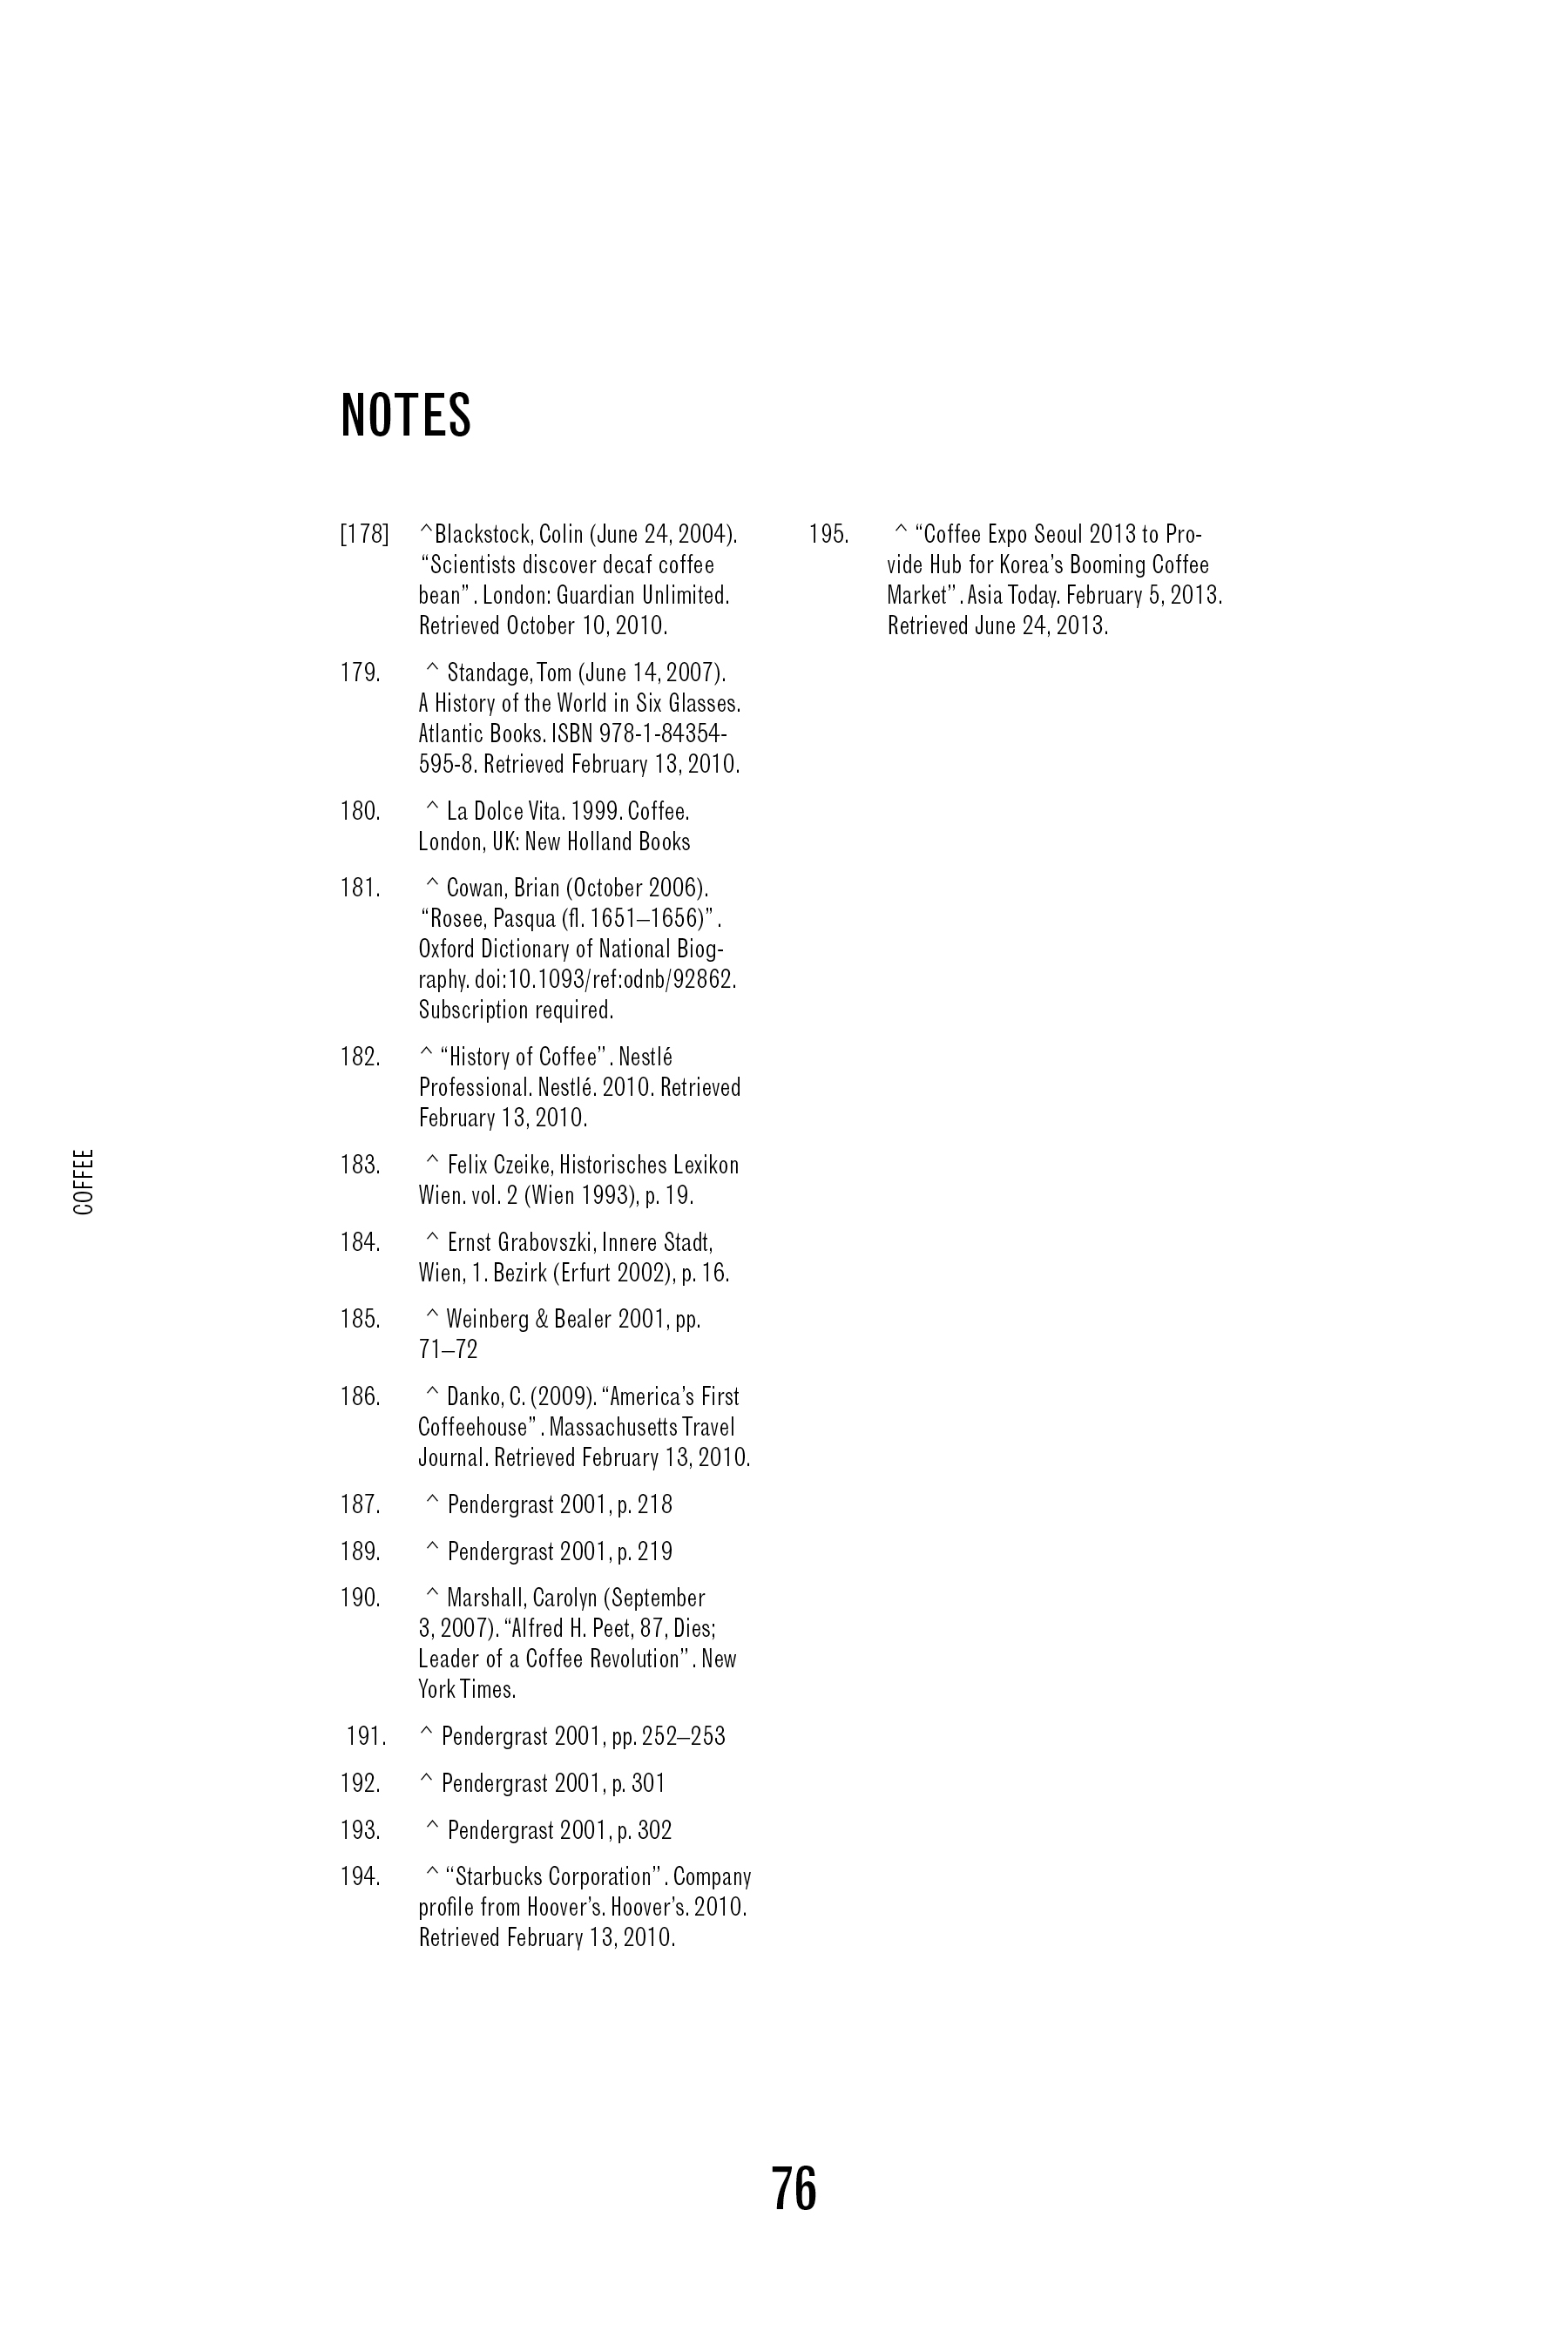 NOTES
[178] ^Blackstock, Colin (June 24, 2004).
“Scientists discover decaf coffee
bean”. London: Guardian Unlimited.
Retrieved October 10, 2010.
179. ^ Standage, Tom (June 14, 2007).
A History of the World in Six Glasses.
Atlantic Books. ISBN 978-1-84354-
595-8. Retrieved February 13, 2010.
180. ^ La Dolce Vita. 1999. Coffee.
London, UK: New Holland Books
181. ^ Cowan, Brian (October 2006).
“Rosee, Pasqua (fl. 1651–1656)”.
Oxford Dictionary of National Biog-
raphy. doi:10.1093/ref:odnb/92862.
Subscription required.
182. ^ “History of Coffee”. Nestlé
Professional. Nestlé. 2010. Retrieved
February 13, 2010.
183. ^ Felix Czeike, Historisches Lexikon
Wien. vol. 2 (Wien 1993), p. 19.
184. ^ Ernst Grabovszki, Innere Stadt,
Wien, 1. Bezirk (Erfurt 2002), p. 16.
185. ^ Weinberg & Bealer 2001, pp.
71–72
186. ^ Danko, C. (2009). “America’s First
Coffeehouse”. Massachusetts Travel
Journal. Retrieved February 13, 2010.
187. ^ Pendergrast 2001, p. 218
189. ^ Pendergrast 2001, p. 219
190. ^ Marshall, Carolyn (September
3, 2007). “Alfred H. Peet, 87, Dies;
Leader of a Coffee Revolution”. New
York Times.
191. ^ Pendergrast 2001, pp. 252–253
192. ^ Pendergrast 2001, p. 301
193. ^ Pendergrast 2001, p. 302
194. ^ “Starbucks Corporation”. Company
profile from Hoover’s. Hoover’s. 2010.
Retrieved February 13, 2010.
195. ^ “Coffee Expo Seoul 2013 to Pro-
vide Hub for Korea’s Booming Coffee
Market”. Asia Today. February 5, 2013.
Retrieved June 24, 2013.
COFFEE
76